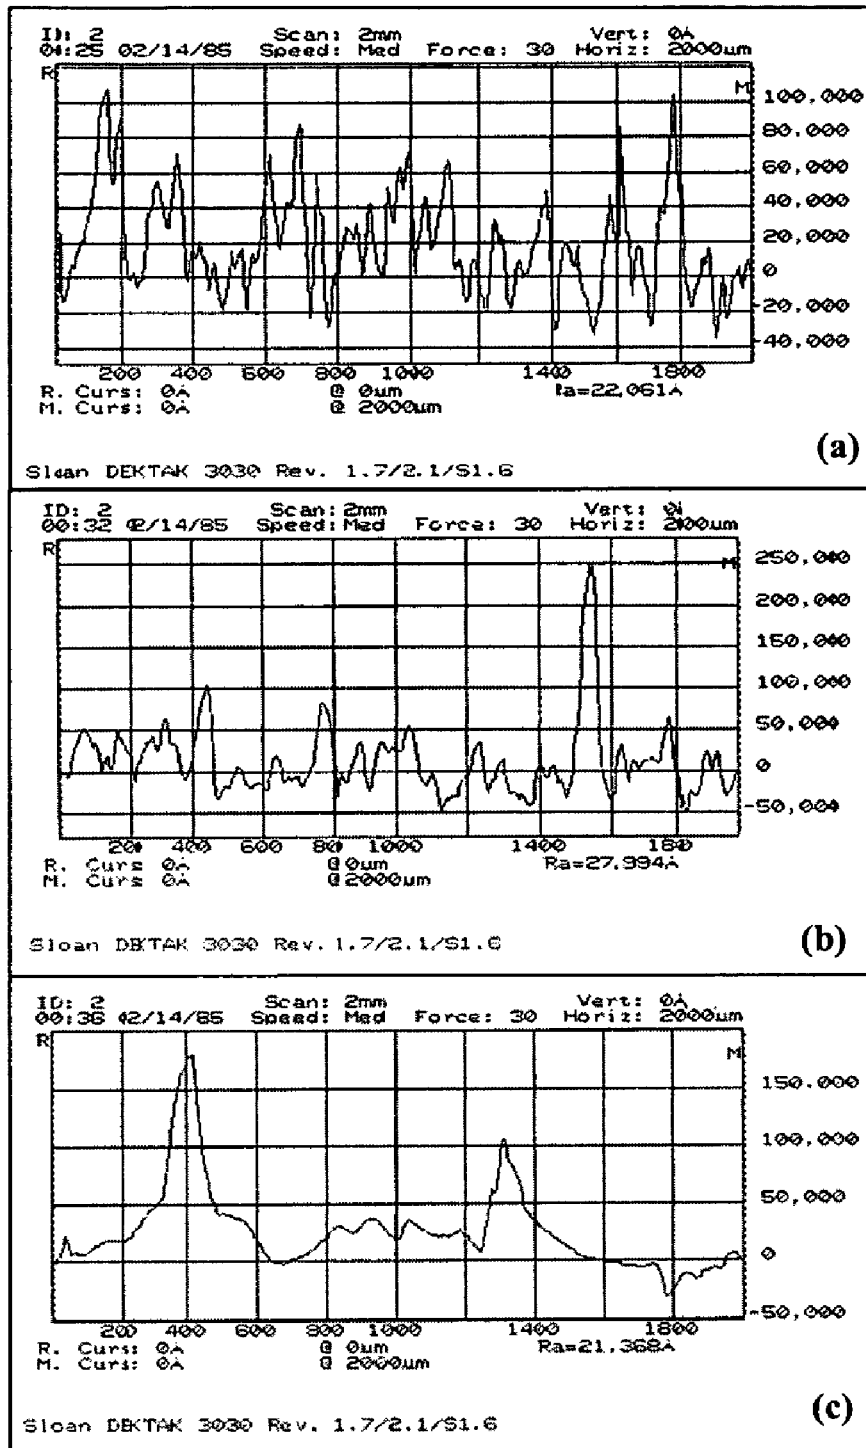 ID: 2 Scan: 2mm Vert: 0Å
04:25 02/14/85 Speed: Med Force: 30 Horiz: 2000um
R
M
100,000
80,000
60,000
40,000
20,000
0
-20,000
-40,000
200 400 600 800 1000 1400 1800
R. Curs: 0Å @ 0um Ra=22,061Å
M. Curs: 0Å @ 2000um
(a)
Sloan DEKTAK 3030 Rev. 1.7/2.1/S1.6
ID: 2 Scan: 2mm Vert: 0Å
00:32 02/14/85 Speed: Med Force: 30 Horiz: 2000um
R
M
250,000
200,000
150,000
100,000
50,000
0
-50,000
200 400 600 800 1000 1400 1800
R. Curs 0Å @ 0um Ra=27,994Å
M. Curs 0Å @ 2000um
(b)
Sloan DEKTAK 3030 Rev. 1.7/2.1/S1.6
ID: 2 Scan: 2mm Vert: 0Å
00:36 02/14/85 Speed: Med Force: 30 Horiz: 2000um
R
M
150.000
100,000
50,000
0
-50,000
200 400 600 800 1000 1400 1800
R. Curs: 0Å @ 0um Ra=21,368Å
M. Curs: 0Å @ 2000um
(c)
Sloan DEKTAK 3030 Rev. 1.7/2.1/S1.6